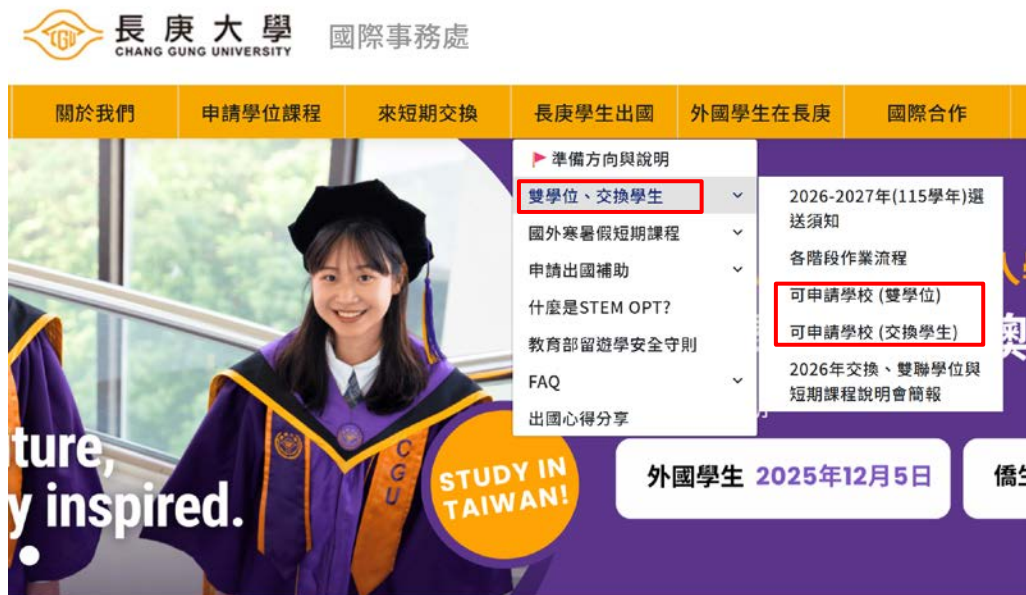 長庚大學
CHANG GUNG UNIVERSITY
國際事務處
關於我們
申請學位課程
來短期交換
長庚學生出國
外國學生在長庚
國際合作
準備方向與說明
雙學位、交換學生
國外寒暑假短期課程
申請出國補助
什麼是STEM OPT?
教育部留遊學安全守則
FAQ
出國心得分享
2026-2027年(115學年)選
送須知
各階段作業流程
可申請學校 (雙學位)
可申請學校 (交換學生)
2026年交換、雙聯學位與
短期課程說明會簡報
ture,
y inspired.
CGU
STUDY IN
TAIWAN!
外國學生 2025年12月5日